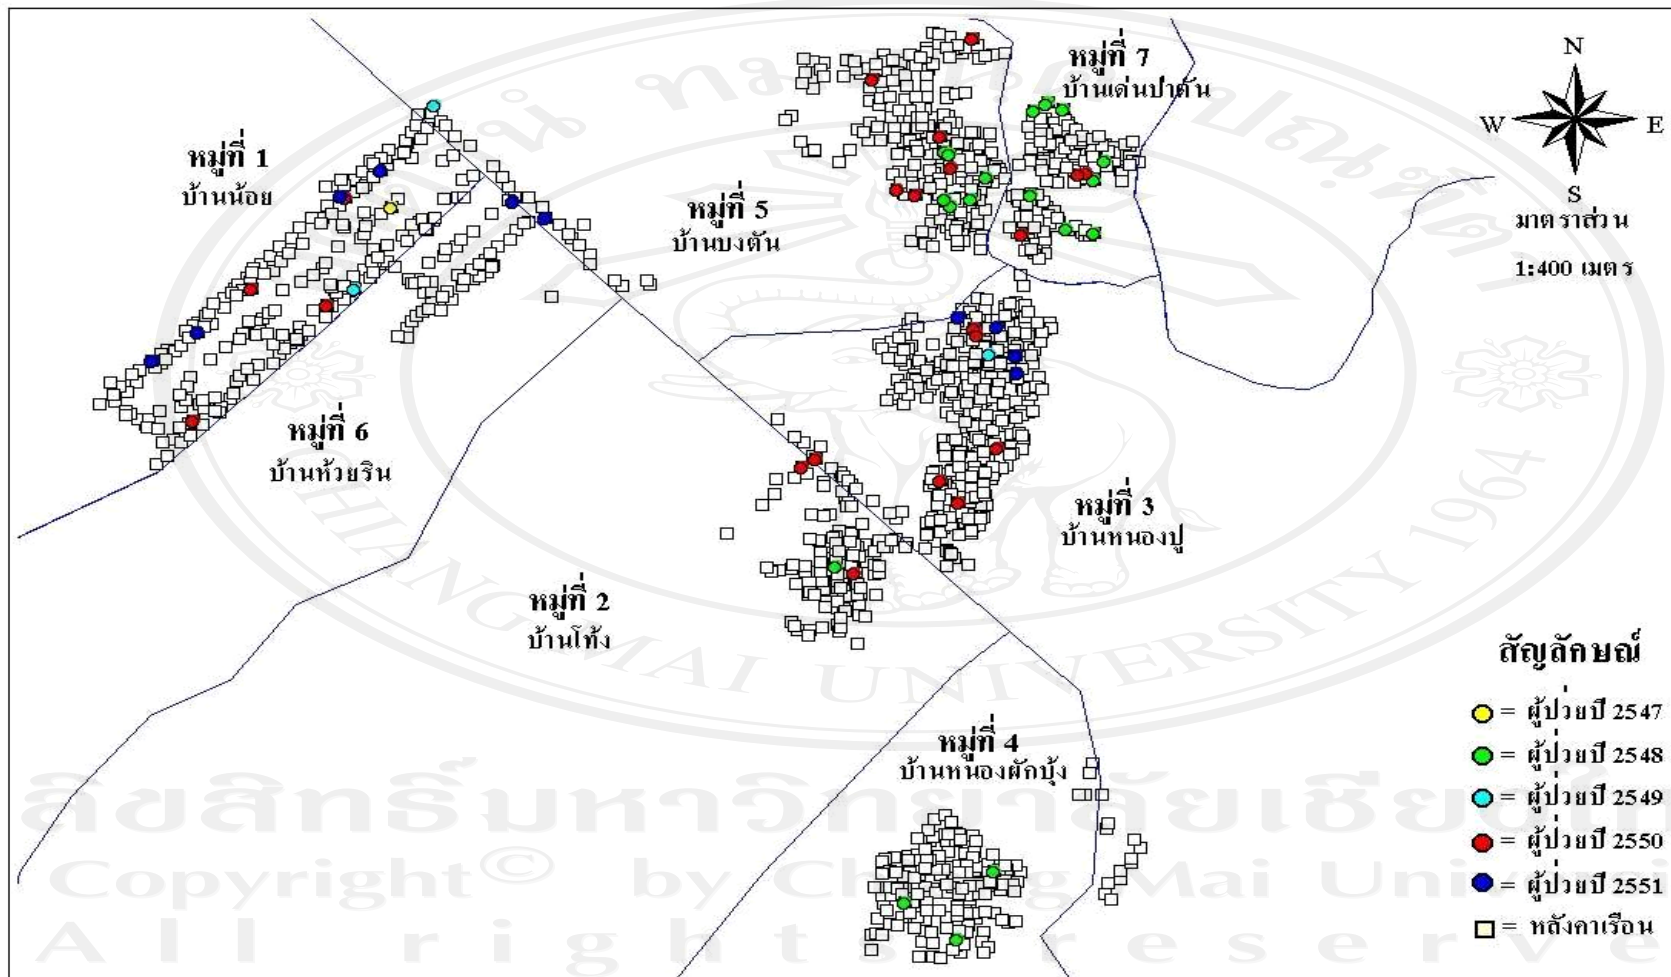 หมู่ที่ 7
บ้านเด่นปาตัน
N
W E
S
มาตราส่วน
1:400 เมตร
หมู่ที่ 1
บ้านน้อย
หมู่ที่ 5
บ้านบงตัน
หมู่ที่ 6
บ้านห้วยริน
หมู่ที่ 3
บ้านหนองปู
หมู่ที่ 2
บ้านโท้ง
หมู่ที่ 4
บ้านหนองผักบุ้ง
สัญลักษณ์
= ผู้ป่วยปี 2547
= ผู้ป่วยปี 2548
= ผู้ป่วยปี 2549
= ผู้ป่วยปี 2550
= ผู้ป่วยปี 2551
= หลังคาเรือน
CHIANG MAI UNIVERSITY 1964
ลิขสิทธิ์มหาวิทยาลัยเชียงให
Copyright© by Chiang Mai Universi
All rights reserve